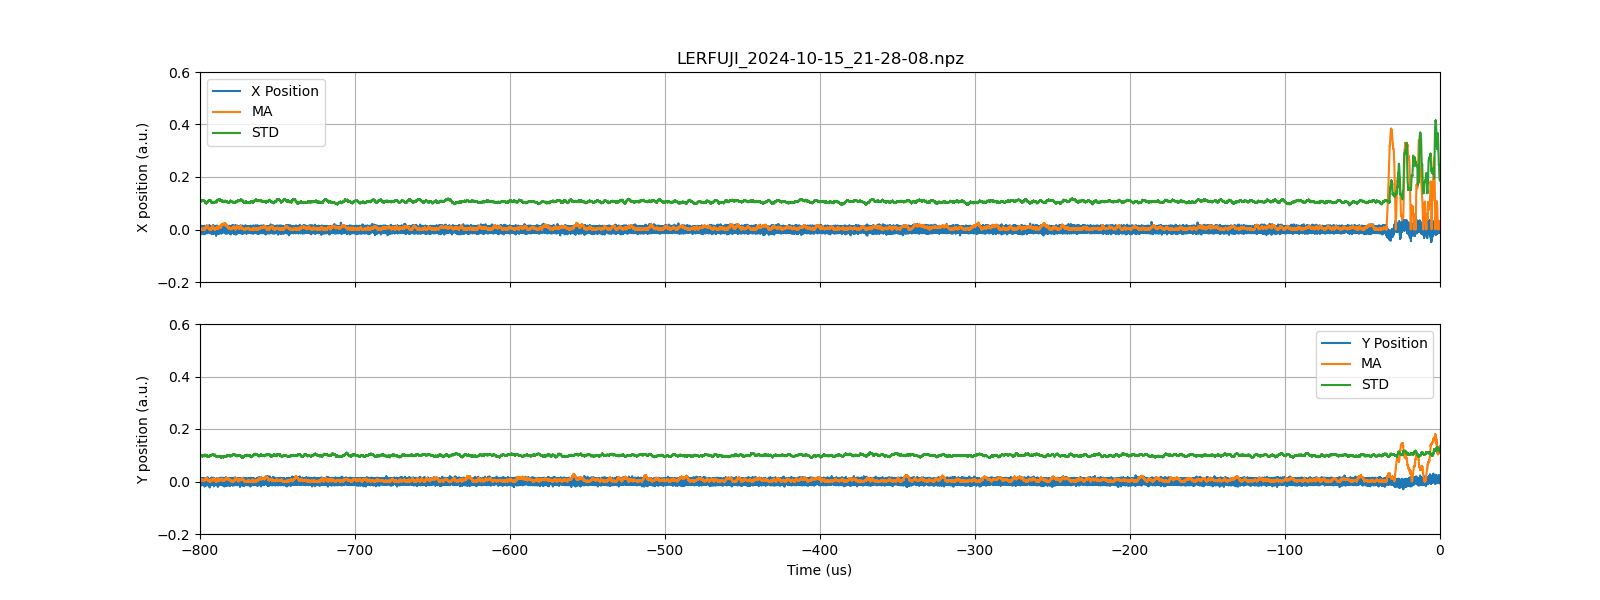 LERFUJI_2024-10-15_21-28-08.npz
0.6
0.4
0.2
0.0
−0.2
X position (a.u.)
X Position
MA
STD
0.6
0.4
0.2
0.0
−0.2
Y position (a.u.)
Y Position
MA
STD
−800 −700 −600 −500 −400 −300 −200 −100 0
Time (us)